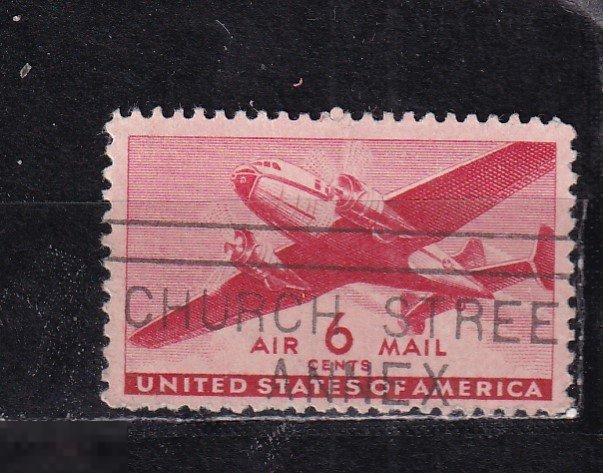 CHURCH STREE
AIR 6 MAIL
CENTS
ANNEX
UNITED STATES OF AMERICA